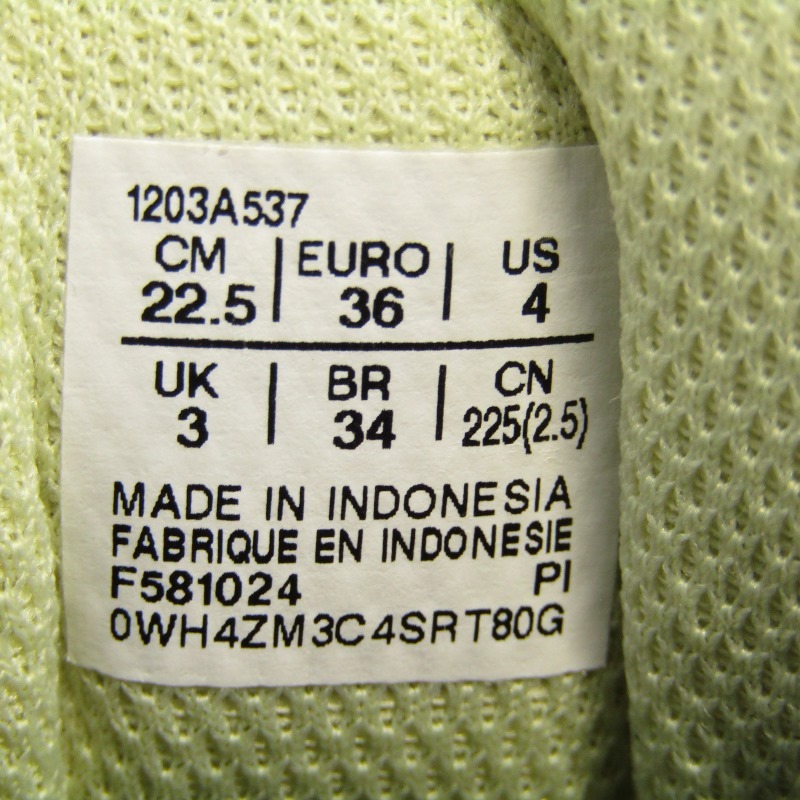 1203A537
CM | EURO | US
22.5 | 36 | 4
UK | BR | CN
3 | 34 | 225(2.5)
MADE IN INDONESIA
FABRIQUE EN INDONESIE
F581024 PI
0WH4ZM3C4SRT80G